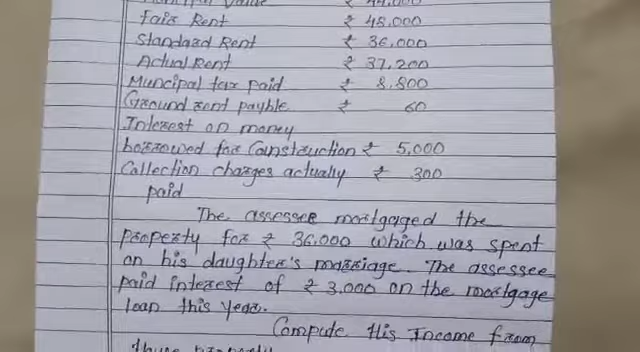 Fair Rent ₹ 48,000
Standard Rent ₹ 36,000
Actual Rent ₹ 37,200
Muncipal tax paid ₹ 8,800
Ground rent payble ₹ 60
Interest on money
borrowed for Construction ₹ 5,000
Collection charges actually ₹ 300
paid
The assessee mortgaged the
property for ₹ 36,000 which was spent
on his daughter's marriage. The assessee
paid interest of ₹ 3,000 on the mortgage
loan this year.
Compute His Income from